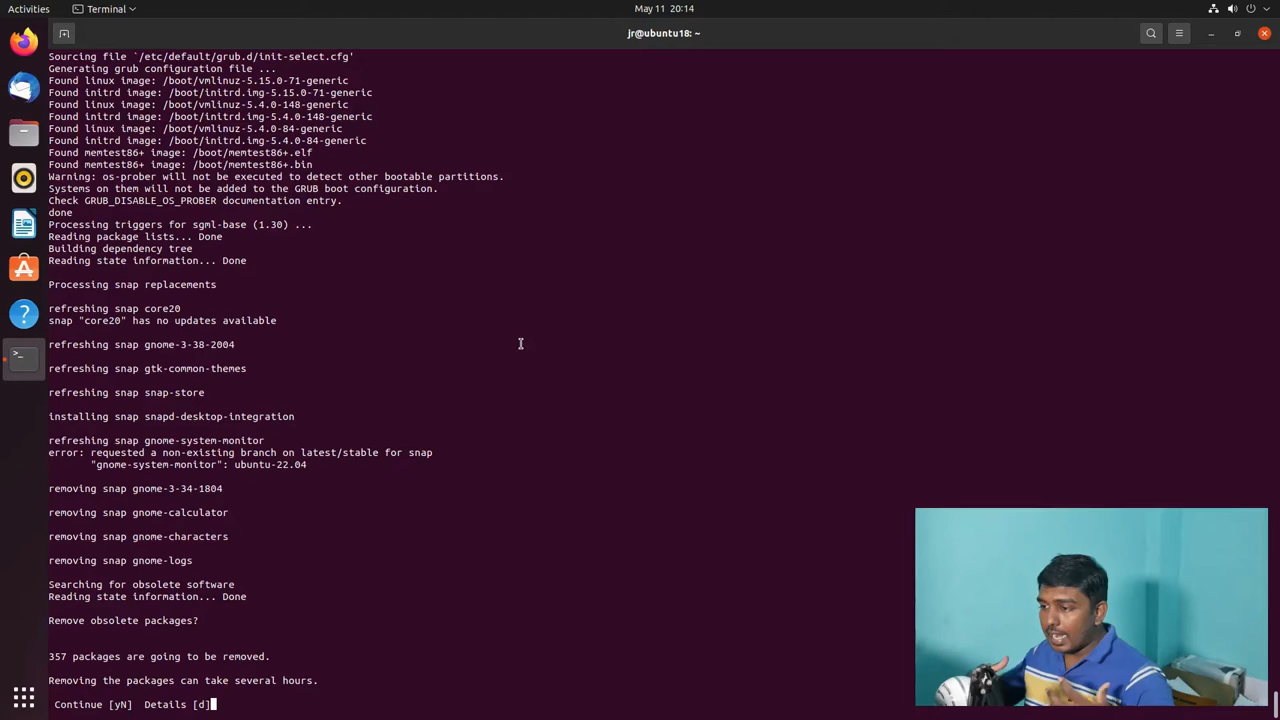 Activities
Terminal
May 11 20:14
jr@ubuntu18: ~
Sourcing file `/etc/default/grub.d/init-select.cfg'
Generating grub configuration file ...
Found linux image: /boot/vmlinuz-5.15.0-71-generic
Found initrd image: /boot/initrd.img-5.15.0-71-generic
Found linux image: /boot/vmlinuz-5.4.0-148-generic
Found initrd image: /boot/initrd.img-5.4.0-148-generic
Found linux image: /boot/vmlinuz-5.4.0-84-generic
Found initrd image: /boot/initrd.img-5.4.0-84-generic
Found memtest86+ image: /boot/memtest86+.elf
Found memtest86+ image: /boot/memtest86+.bin
Warning: os-prober will not be executed to detect other bootable partitions.
Systems on them will not be added to the GRUB boot configuration.
Check GRUB_DISABLE_OS_PROBER documentation entry.
done
Processing triggers for sgml-base (1.30) ...
Reading package lists... Done
Building dependency tree
Reading state information... Done
Processing snap replacements
refreshing snap core20
snap "core20" has no updates available
refreshing snap gnome-3-38-2004
refreshing snap gtk-common-themes
refreshing snap snap-store
installing snap snapd-desktop-integration
refreshing snap gnome-system-monitor
error: requested a non-existing branch on latest/stable for snap
"gnome-system-monitor": ubuntu-22.04
removing snap gnome-3-34-1804
removing snap gnome-calculator
removing snap gnome-characters
removing snap gnome-logs
Searching for obsolete software
Reading state information... Done
Remove obsolete packages?
357 packages are going to be removed.
Removing the packages can take several hours.
Continue [yN]  Details [d]